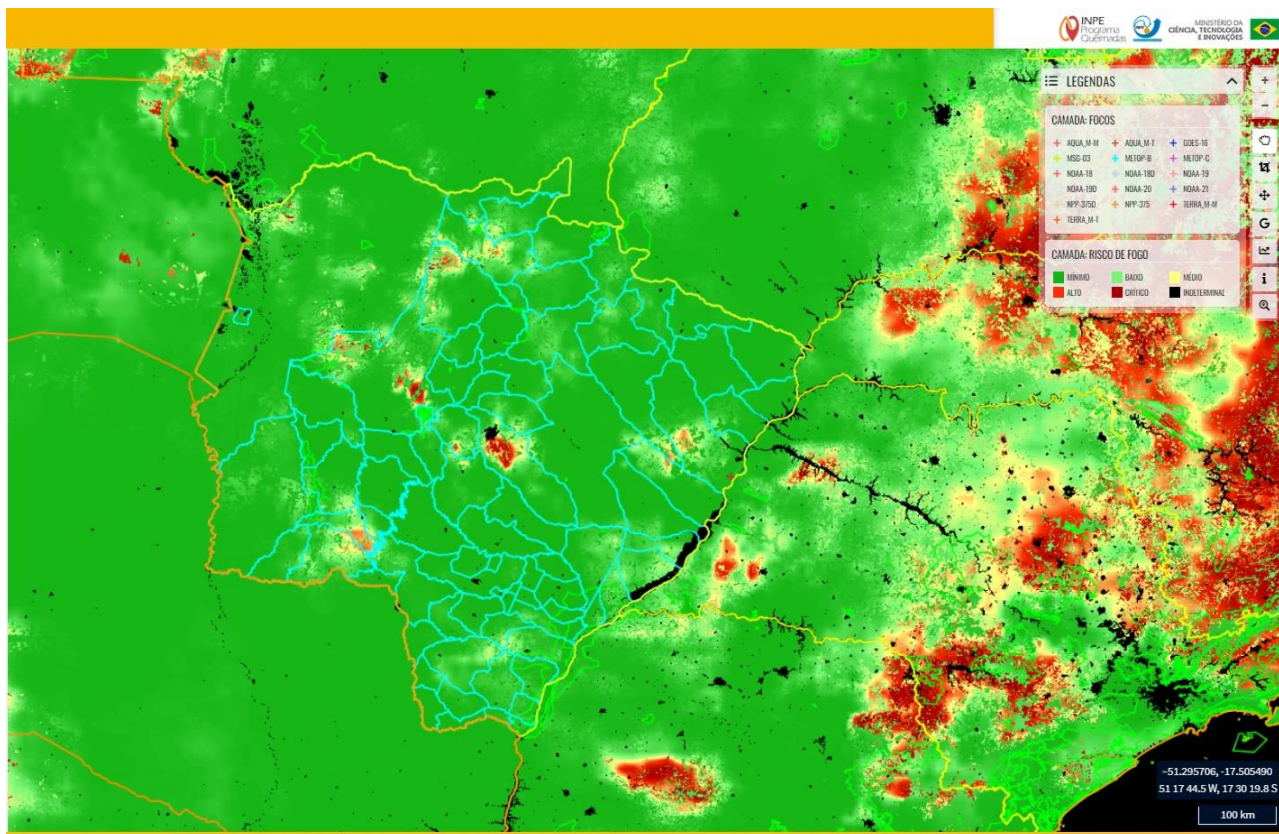 INPE
Programa
Queimadas
MINISTÉRIO DA
CIÊNCIA, TECNOLOGIA
E INOVAÇÕES
LEGENDAS
CAMADA: FOCOS
AQUA_M-M AQUA_M-T GOES-16
MSG-03 METOP-B METOP-C
NOAA-18 NOAA-18D NOAA-19
NOAA-19D NOAA-20 NOAA-21
NPP-375D NPP-375 TERRA_M-M
TERRA_M-T
CAMADA: RISCO DE FOGO
MÍNIMO BAIXO MÉDIO
ALTO CRÍTICO INDETERMINAD
-51.295706, -17.505490
51 17 44.5 W, 17 30 19.8 S
100 km